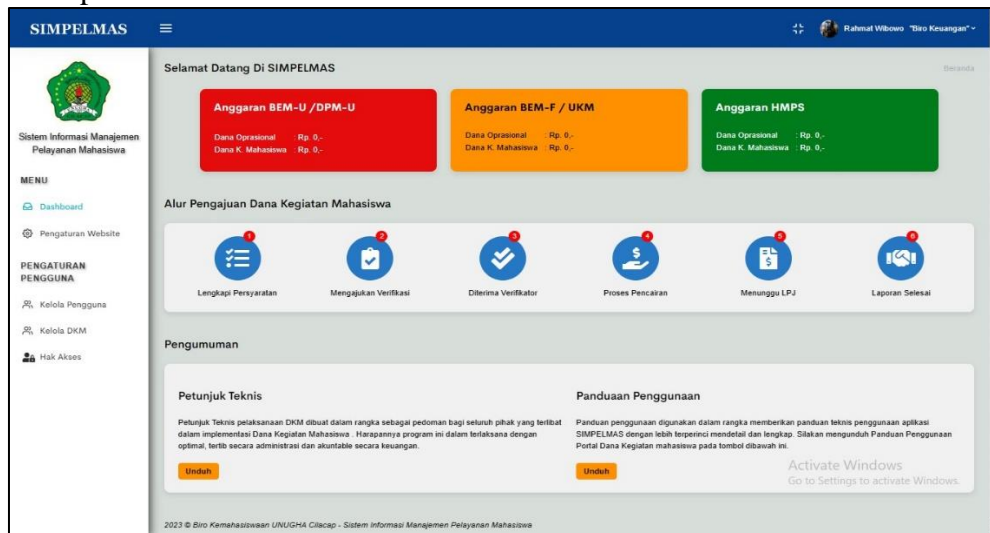 SIMPELMAS
Rahmat Wibowo "Biro Keuangan"
Sistem Informasi Manajemen
Pelayanan Mahasiswa
MENU
Dashboard
Pengaturan Website
PENGATURAN
PENGGUNA
Kelola Pengguna
Kelola DKM
Hak Akses
Selamat Datang Di SIMPELMAS
Beranda
Anggaran BEM-U /DPM-U
Dana Oprasional : Rp. 0,-
Dana K. Mahasiswa : Rp. 0,-
Anggaran BEM-F / UKM
Dana Oprasional : Rp. 0,-
Dana K. Mahasiswa : Rp. 0,-
Anggaran HMPS
Dana Oprasional : Rp. 0,-
Dana K. Mahasiswa : Rp. 0,-
Alur Pengajuan Dana Kegiatan Mahasiswa
1
Lengkapi Persyaratan
2
Mengajukan Verifikasi
3
Diterima Verifikator
4
Proses Pencairan
5
Menunggu LPJ
6
Laporan Selesai
Pengumuman
Petunjuk Teknis
Petunjuk Teknis pelaksanaan DKM dibuat dalam rangka sebagai pedoman bagi seluruh pihak yang terlibat
dalam implementasi Dana Kegiatan Mahasiswa . Harapannya program ini dalam terlaksana dengan
optimal, tertib secara administrasi dan akuntable secara keuangan.
Unduh
Panduaan Penggunaan
Panduan penggunaan digunakan dalam rangka memberikan panduan teknis penggunaan aplikasi
SIMPELMAS dengan lebih terperinci mendetail dan lengkap. Silakan mengunduh Panduan Penggunaan
Portal Dana Kegiatan mahasiswa pada tombol dibawah ini.
Unduh
Activate Windows
Go to Settings to activate Windows.
2023 © Biro Kemahasiswaan UNUGHA Cilacap - Sistem Informasi Manajemen Pelayanan Mahasiswa